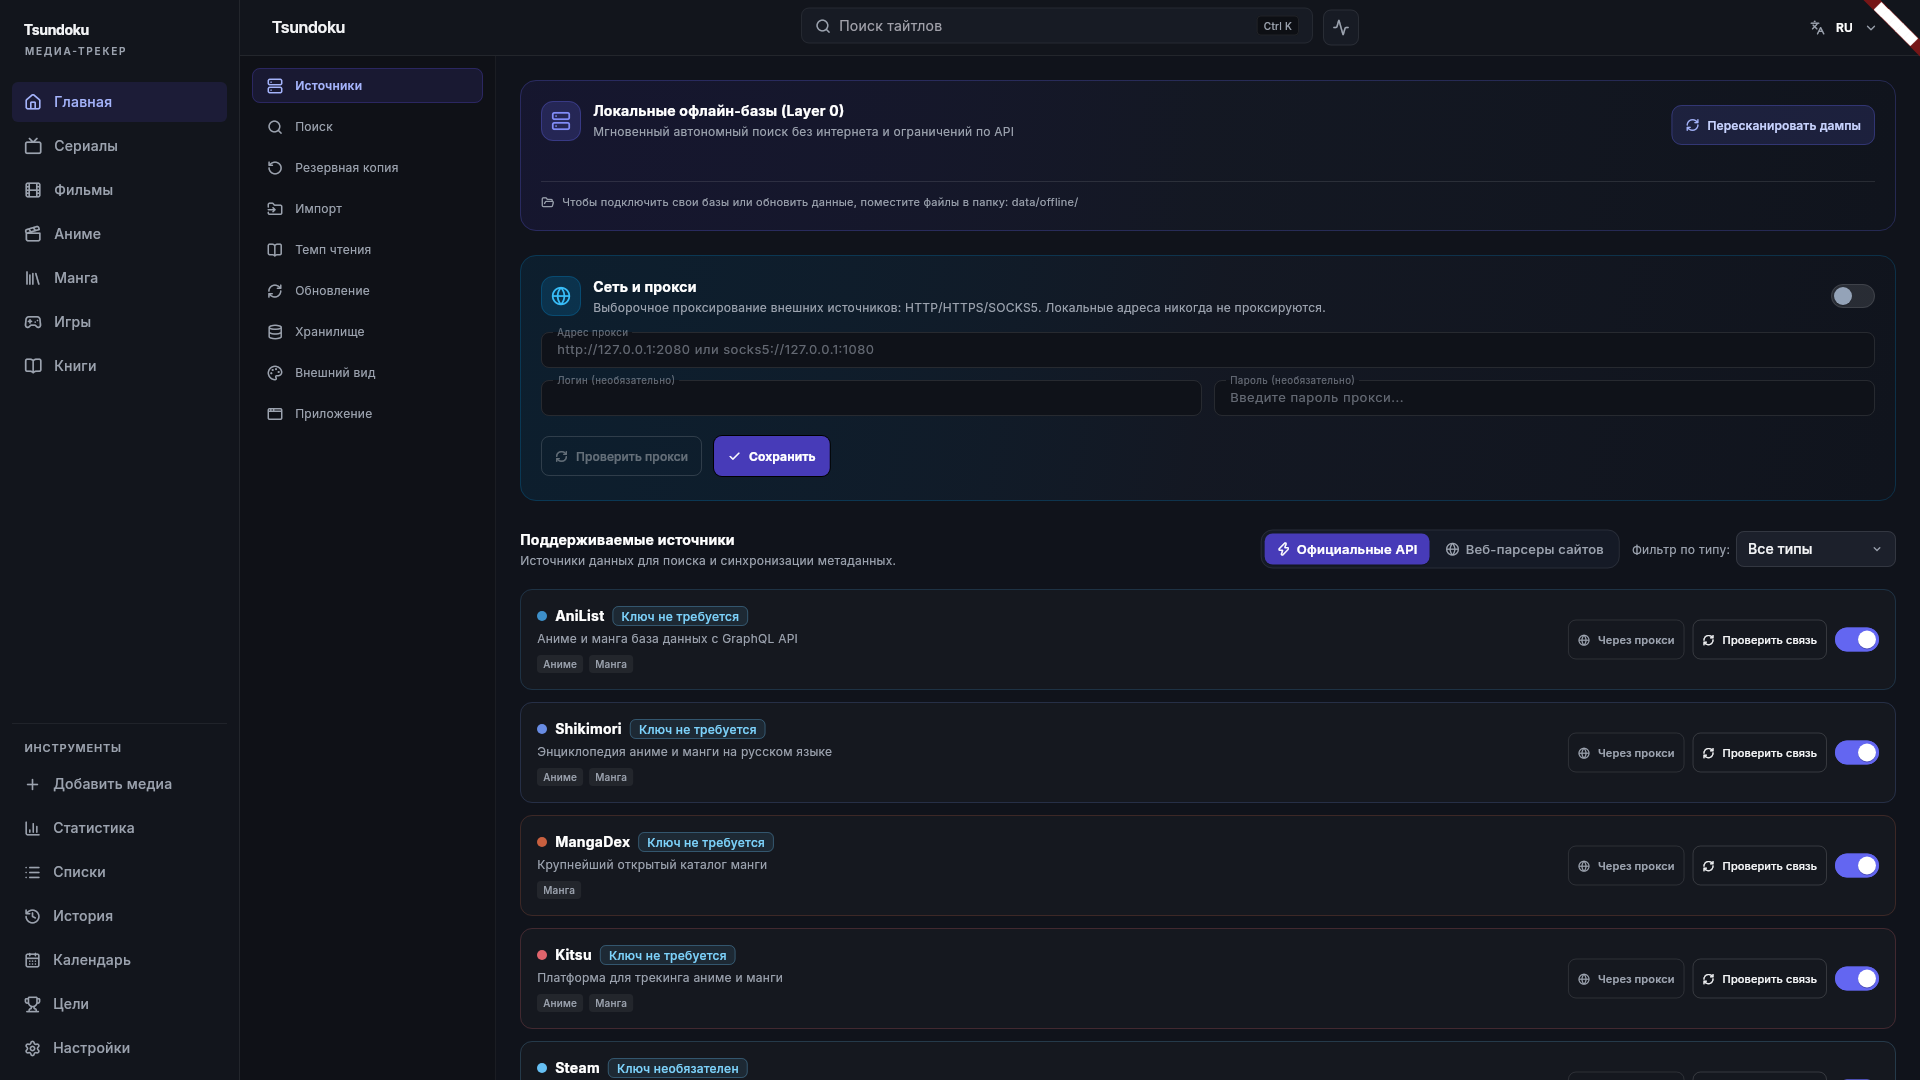 Tsundoku
МЕДИА-ТРЕКЕР
Главная
Сериалы
Фильмы
Аниме
Манга
Игры
Книги
ИНСТРУМЕНТЫ
Добавить медиа
Статистика
Списки
История
Календарь
Цели
Настройки
Tsundoku
Поиск тайтлов
Ctrl K
RU
Источники
Поиск
Резервная копия
Импорт
Темп чтения
Обновление
Хранилище
Внешний вид
Приложение
Локальные офлайн-базы (Layer 0)
Мгновенный автономный поиск без интернета и ограничений по API
Пересканировать дампы
Чтобы подключить свои базы или обновить данные, поместите файлы в папку: data/offline/
Сеть и прокси
Выборочное проксирование внешних источников: HTTP/HTTPS/SOCKS5. Локальные адреса никогда не проксируются.
Адрес прокси
http://127.0.0.1:2080 или socks5://127.0.0.1:1080
Логин (необязательно)
Пароль (необязательно)
Введите пароль прокси...
Проверить прокси
Сохранить
Поддерживаемые источники
Источники данных для поиска и синхронизации метаданных.
Официальные API
Веб-парсеры сайтов
Фильтр по типу:
Все типы
AniList
Ключ не требуется
Аниме и манга база данных с GraphQL API
Аниме
Манга
Через прокси
Проверить связь
Shikimori
Ключ не требуется
Энциклопедия аниме и манги на русском языке
Аниме
Манга
Через прокси
Проверить связь
MangaDex
Ключ не требуется
Крупнейший открытый каталог манги
Манга
Через прокси
Проверить связь
Kitsu
Ключ не требуется
Платформа для трекинга аниме и манги
Аниме
Манга
Через прокси
Проверить связь
Steam
Ключ необязателен